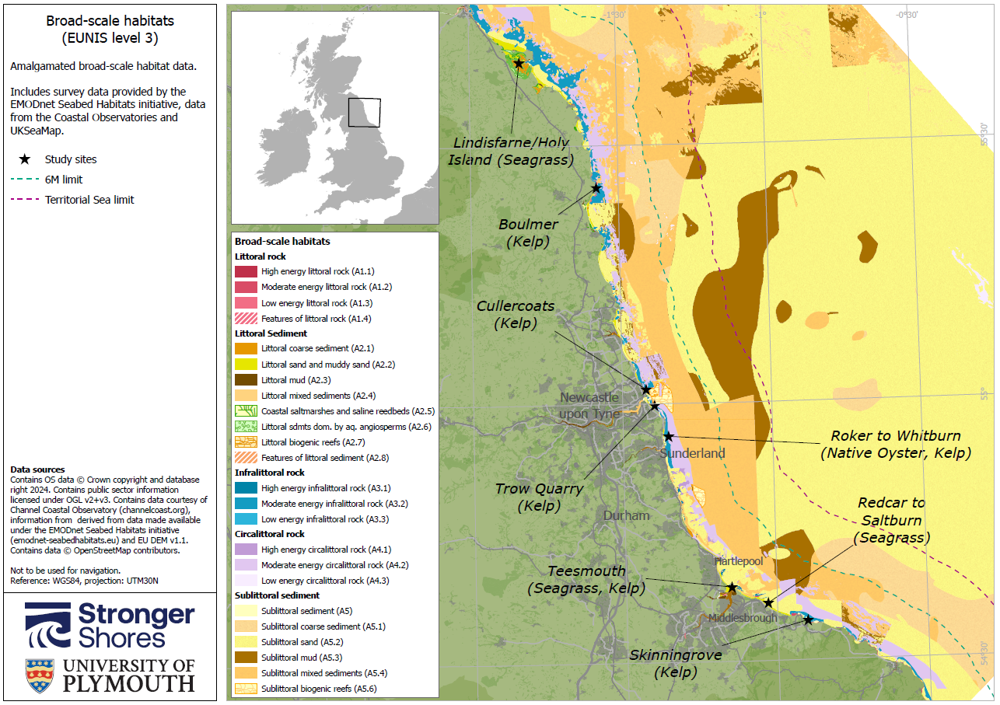 Broad-scale habitats
(EUNIS level 3)
Amalgamated broad-scale habitat data.
Includes survey data provided by the
EMODnet Seabed Habitats initiative, data
from the Coastal Observatories and
UKSeaMap.
Study sites
6M limit
Territorial Sea limit
Data sources
Contains OS data © Crown copyright and database
right 2024. Contains public sector information
licensed under OGL v2+v3. Contains data courtesy of
Channel Coastal Observatory (channelcoast.org),
information from derived from data made available
under the EMODnet Seabed Habitats initiative
(emodnet-seabedhabitats.eu) and EU DEM v1.1.
Contains data © OpenStreetMap contributors.
Not to be used for navigation.
Reference: WGS84, projection: UTM30N
Stronger
Shores
UNIVERSITY OF
PLYMOUTH
Broad-scale habitats
Littoral rock
High energy littoral rock (A1.1)
Moderate energy littoral rock (A1.2)
Low energy littoral rock (A1.3)
Features of littoral rock (A1.4)
Littoral Sediment
Littoral coarse sediment (A2.1)
Littoral sand and muddy sand (A2.2)
Littoral mud (A2.3)
Littoral mixed sediments (A2.4)
Coastal saltmarshes and saline reedbeds (A2.5)
Littoral sdmts dom. by aq. angiosperms (A2.6)
Littoral biogenic reefs (A2.7)
Features of littoral sediment (A2.8)
Infralittoral rock
High energy infralittoral rock (A3.1)
Moderate energy infralittoral rock (A3.2)
Low energy infralittoral rock (A3.3)
Circalittoral rock
High energy circalittoral rock (A4.1)
Moderate energy circalittoral rock (A4.2)
Low energy circalittoral rock (A4.3)
Sublittoral sediment
Sublittoral sediment (A5)
Sublittoral coarse sediment (A5.1)
Sublittoral sand (A5.2)
Sublittoral mud (A5.3)
Sublittoral mixed sediments (A5.4)
Sublittoral biogenic reefs (A5.6)
-1°30'
-1°
-0°30'
55°30'
55°
54°30'
Lindisfarne/Holy
Island (Seagrass)
Boulmer
(Kelp)
Cullercoats
(Kelp)
Newcastle
upon Tyne
Roker to Whitburn
(Native Oyster, Kelp)
Sunderland
Trow Quarry
(Kelp)
Durham
Redcar to
Saltburn
(Seagrass)
Hartlepool
Teesmouth
(Seagrass, Kelp)
Middlesbrough
Skinningrove
(Kelp)